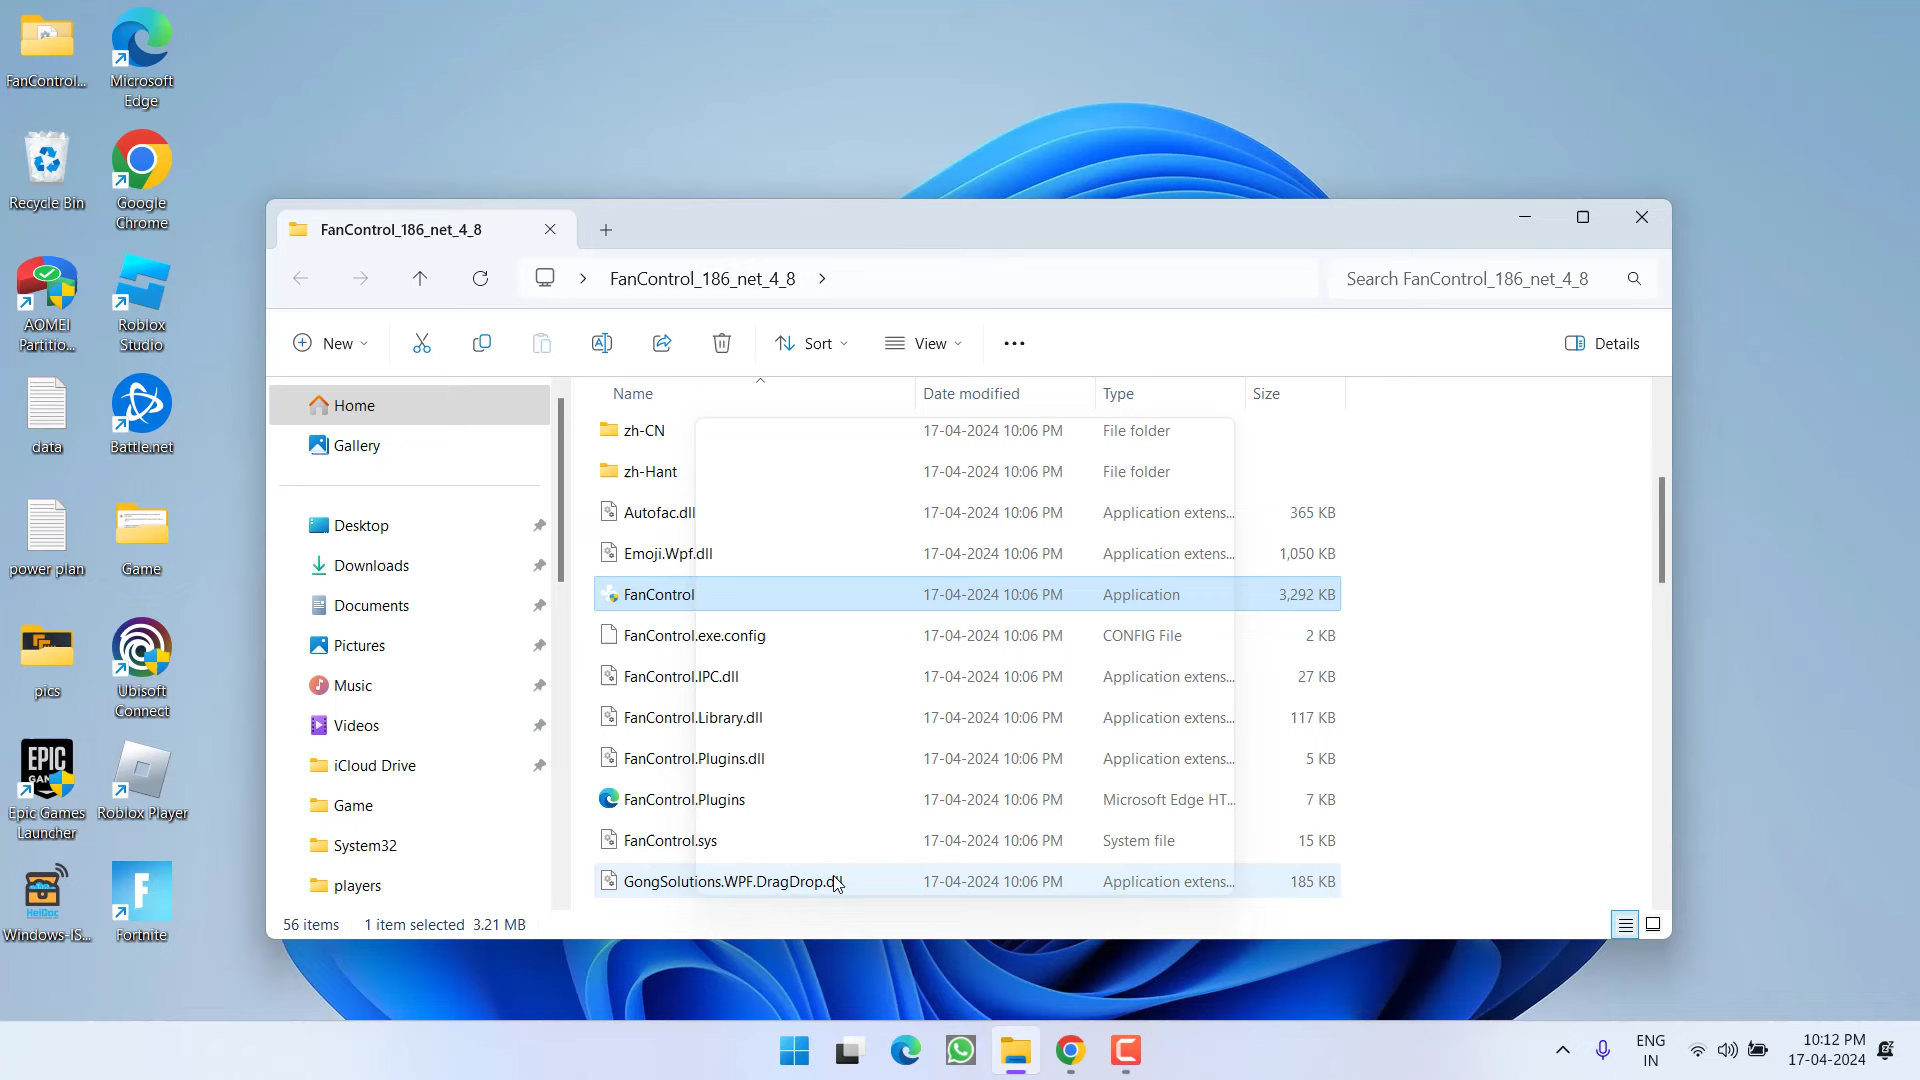 FanControl...
Microsoft
Edge
Recycle Bin
Google
Chrome
AOMEI
Partitio...
Roblox
Studio
data
Battle.net
power plan
Game
pics
Ubisoft
Connect
EPIC
Epic Games
Launcher
Roblox Player
HeiDoc
Windows-IS...
Fortnite
FanControl_186_net_4_8
FanControl_186_net_4_8
Search FanControl_186_net_4_8
New
Sort
View
Details
Home
Gallery
Desktop
Downloads
Documents
Pictures
Music
Videos
iCloud Drive
Game
System32
players
Name Date modified Type Size
zh-CN 17-04-2024 10:06 PM File folder
zh-Hant 17-04-2024 10:06 PM File folder
Autofac.dll 17-04-2024 10:06 PM Application extens... 365 KB
Emoji.Wpf.dll 17-04-2024 10:06 PM Application extens... 1,050 KB
FanControl 17-04-2024 10:06 PM Application 3,292 KB
FanControl.exe.config 17-04-2024 10:06 PM CONFIG File 2 KB
FanControl.IPC.dll 17-04-2024 10:06 PM Application extens... 27 KB
FanControl.Library.dll 17-04-2024 10:06 PM Application extens... 117 KB
FanControl.Plugins.dll 17-04-2024 10:06 PM Application extens... 5 KB
FanControl.Plugins 17-04-2024 10:06 PM Microsoft Edge HT... 7 KB
FanControl.sys 17-04-2024 10:06 PM System file 15 KB
GongSolutions.WPF.DragDrop.dll 17-04-2024 10:06 PM Application extens... 185 KB
56 items 1 item selected 3.21 MB
ENG
IN
10:12 PM
17-04-2024